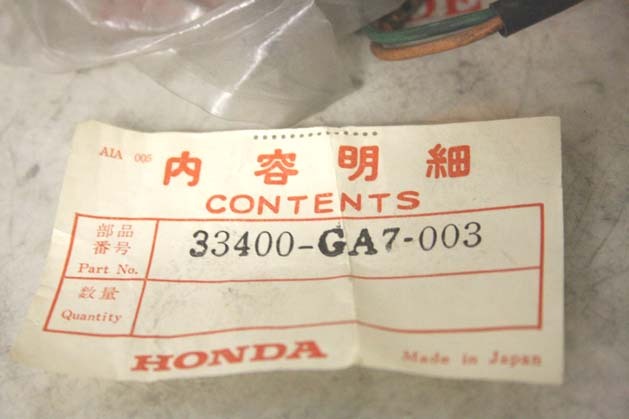 AIA 005
内容明細
CONTENTS
部品
番号
Part No.
33400-GA7-003
数量
Quantity
HONDA
Made in Japan